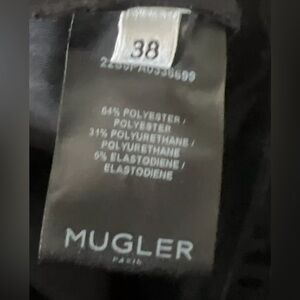 38
64% POLYESTER /
POLYESTER
31% POLYURETHANE /
POLYURETHANE
5% ELASTODIENE /
ELASTODIENE
MUGLER
PARIS